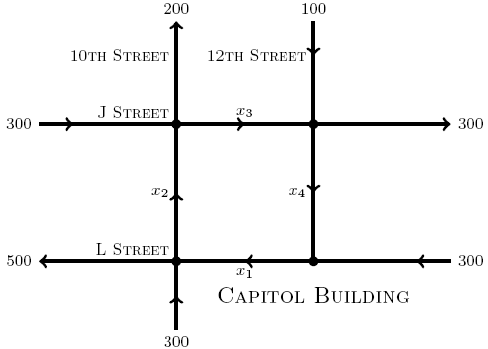 200 100
10th Street 12th Street
J Street x3
300 300
x2 x4
L Street
500 300
x1
Capitol Building
300